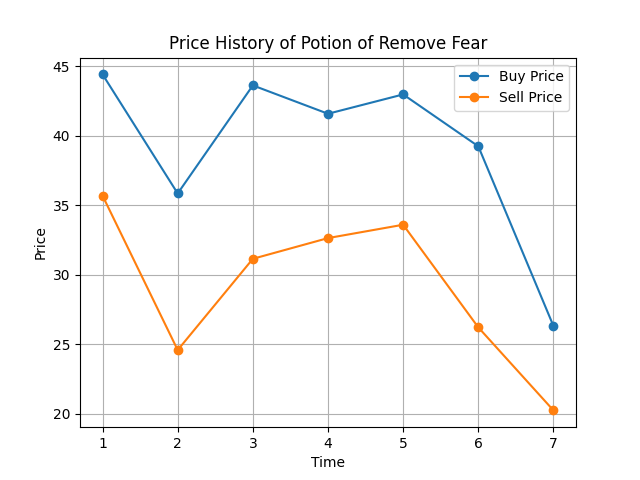 Price History of Potion of Remove Fear
Buy Price
Sell Price
Price
45
40
35
30
25
20
1 2 3 4 5 6 7
Time